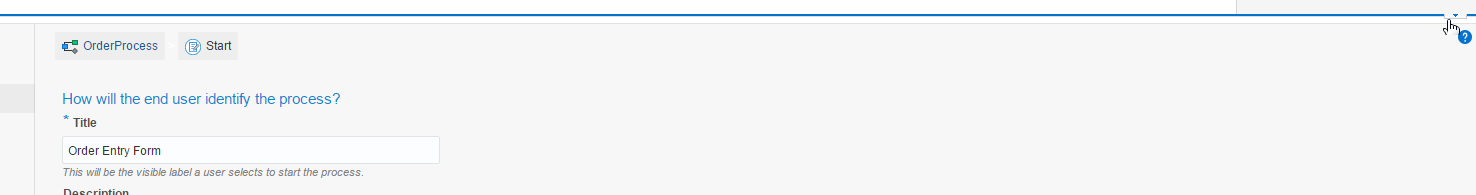 OrderProcess Start
?
How will the end user identify the process?
* Title
Order Entry Form
This will be the visible label a user selects to start the process.
Description